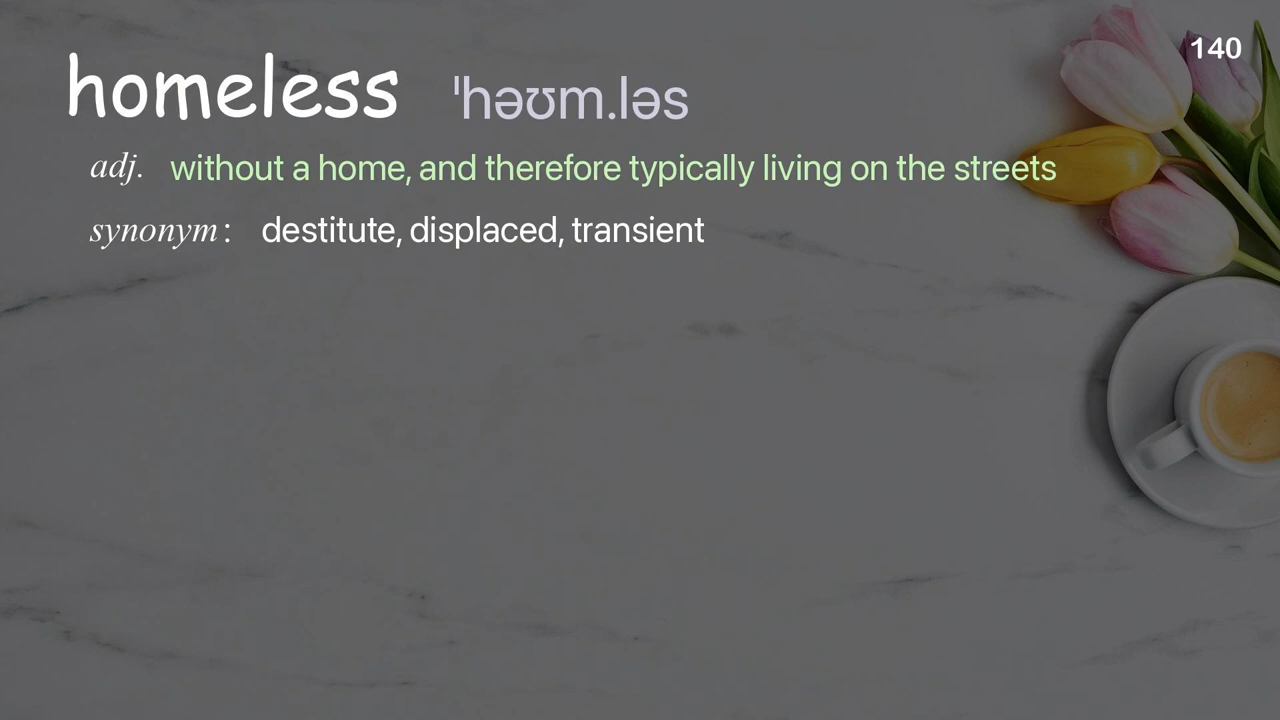 140
homeless ˈhəʊm.ləs
adj. without a home, and therefore typically living on the streets
synonym : destitute, displaced, transient